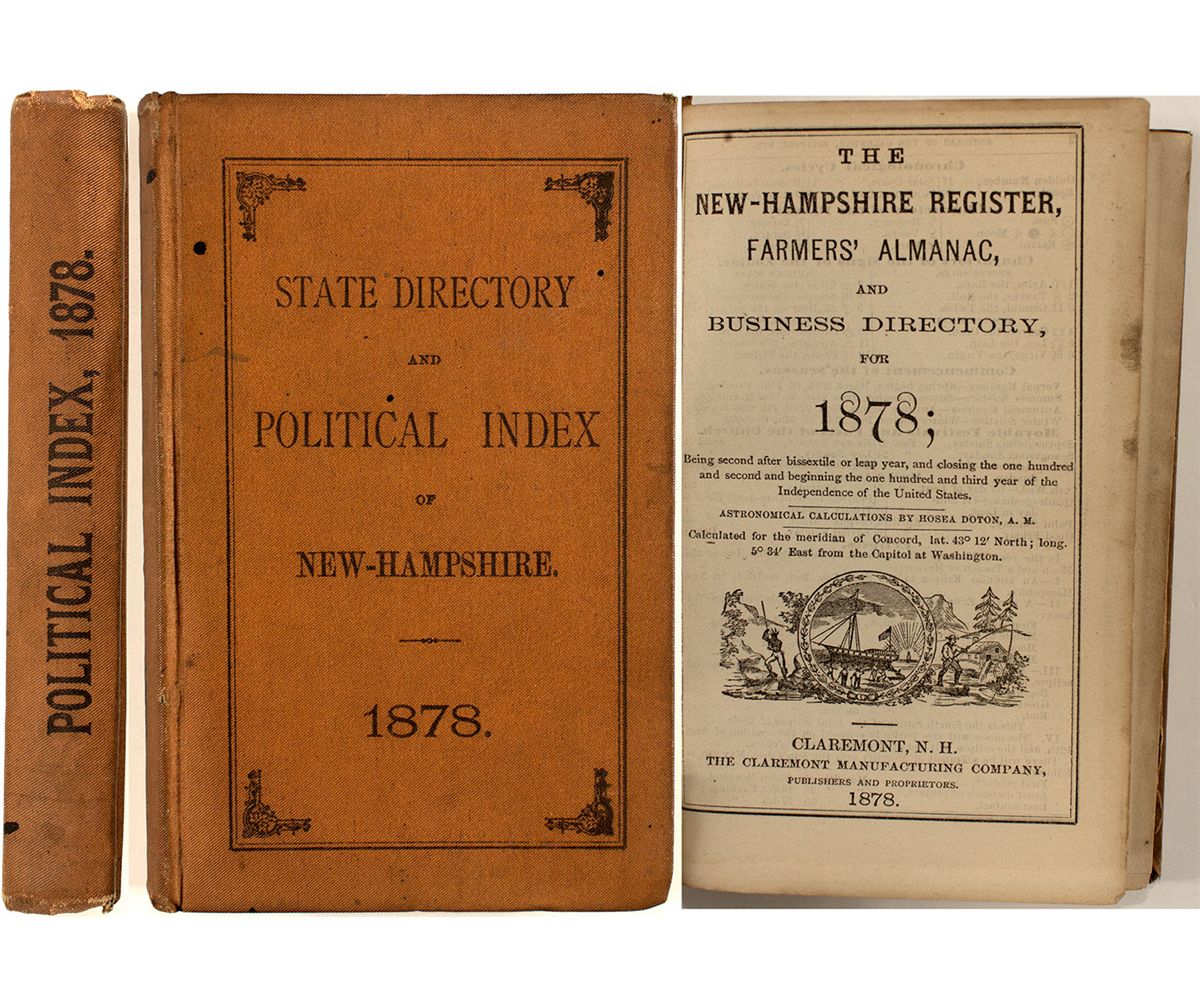 POLITICAL INDEX, 1878.
STATE DIRECTORY
AND
POLITICAL INDEX
OF
NEW-HAMPSHIRE.
1878.
THE
NEW-HAMPSHIRE REGISTER,
FARMERS' ALMANAC,
AND
BUSINESS DIRECTORY,
FOR
1878;
Being second after bissextile or leap year, and closing the one hundred
and second and beginning the one hundred and third year of the
Independence of the United States.
ASTRONOMICAL CALCULATIONS BY HOSEA DOTON, A. M.
Calculated for the meridian of Concord, lat. 43° 12' North; long.
5° 34' East from the Capitol at Washington.
CLAREMONT, N. H.
THE CLAREMONT MANUFACTURING COMPANY,
PUBLISHERS AND PROPRIETORS.
1878.